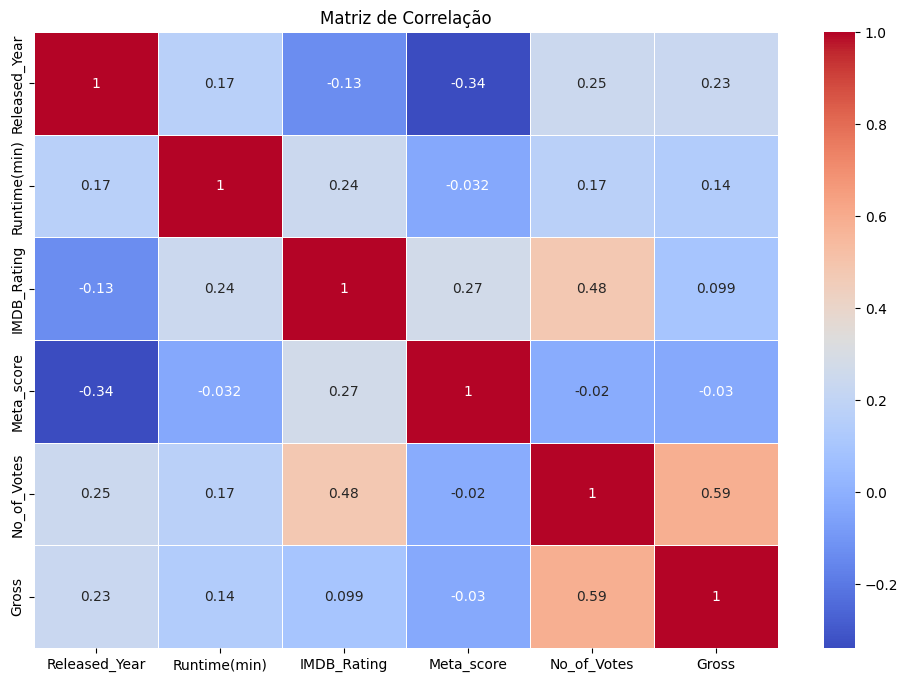 Matriz de Correlação
Released_Year 1 0.17 -0.13 -0.34 0.25 0.23
Runtime(min) 0.17 1 0.24 -0.032 0.17 0.14
IMDB_Rating -0.13 0.24 1 0.27 0.48 0.099
Meta_score -0.34 -0.032 0.27 1 -0.02 -0.03
No_of_Votes 0.25 0.17 0.48 -0.02 1 0.59
Gross 0.23 0.14 0.099 -0.03 0.59 1
Released_Year Runtime(min) IMDB_Rating Meta_score No_of_Votes Gross
1.0
0.8
0.6
0.4
0.2
0.0
−0.2